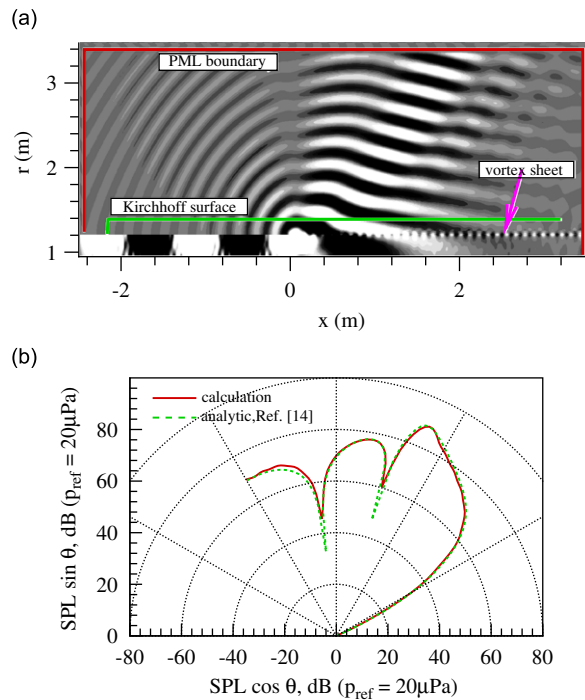 (a)
PML boundary
vortex sheet
Kirchhoff surface
r (m)
3
2
1
-2
0
2
x (m)
(b)
calculation
analytic,Ref. [14]
SPL sin θ, dB (p_ref = 20μPa)
80
60
40
20
0
-80 -60 -40 -20 0 20 40 60 80
SPL cos θ, dB (p_ref = 20μPa)